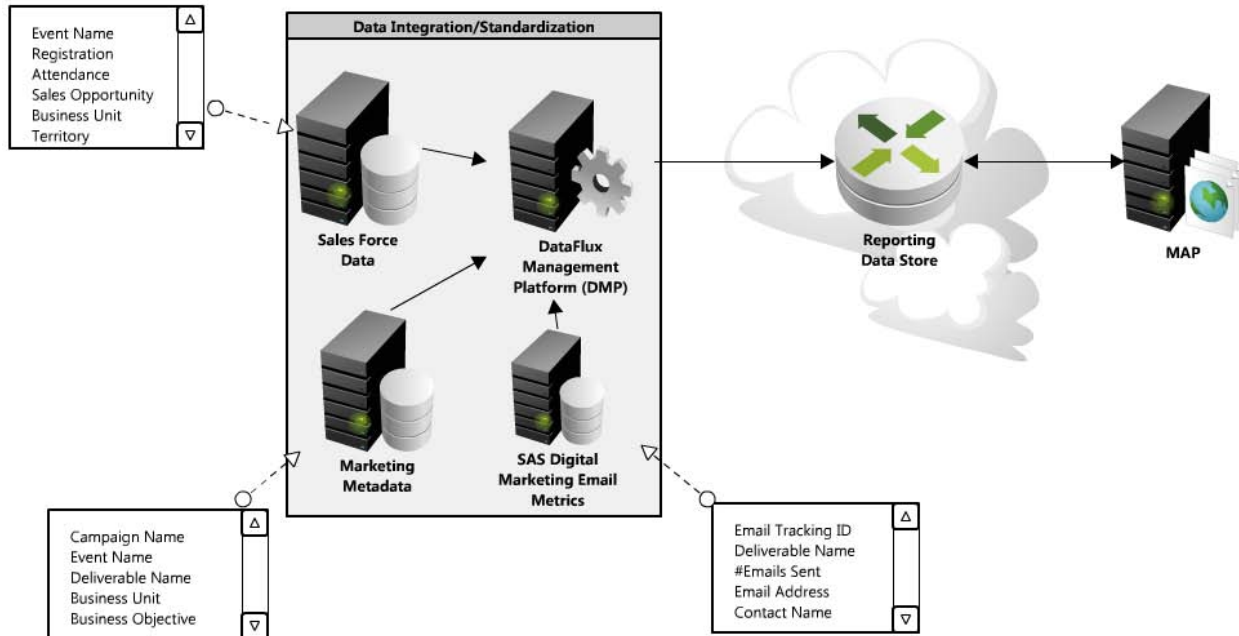 Event Name
Registration
Attendance
Sales Opportunity
Business Unit
Territory
Data Integration/Standardization
Sales Force
Data
DataFlux
Management
Platform (DMP)
Reporting
Data Store
MAP
Marketing
Metadata
SAS Digital
Marketing Email
Metrics
Campaign Name
Event Name
Deliverable Name
Business Unit
Business Objective
Email Tracking ID
Deliverable Name
#Emails Sent
Email Address
Contact Name